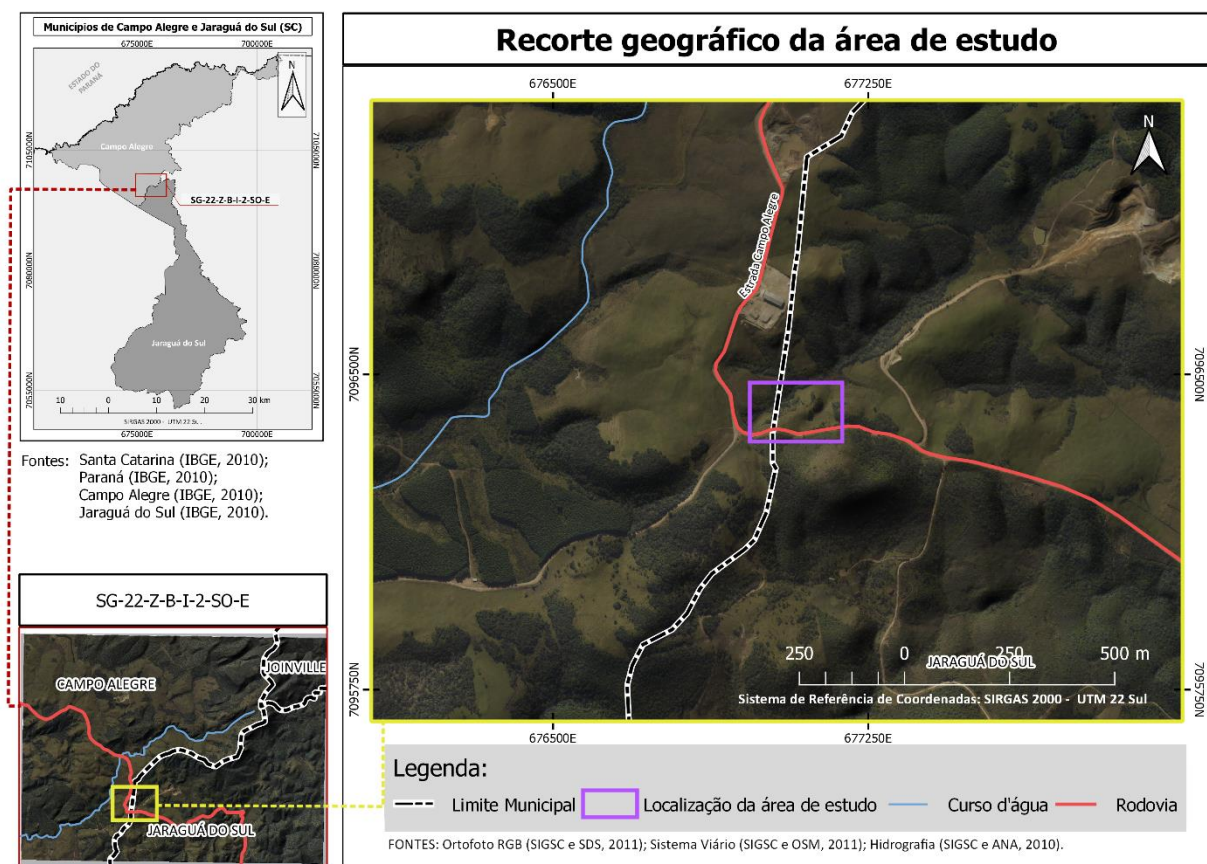 Municípios de Campo Alegre e Jaraguá do Sul (SC)
675000E 700000E
N
ESTADO DO
PARANÁ
Campo Alegre
7105000N 7105000N
SG-22-Z-B-I-2-SO-E
7080000N 7080000N
Jaraguá do Sul
7055000N 7055000N
10 0 10 20 30 km
SIRGAS 2000 - UTM 22 S
675000E 700000E
Fontes: Santa Catarina (IBGE, 2010);
Paraná (IBGE, 2010);
Campo Alegre (IBGE, 2010);
Jaraguá do Sul (IBGE, 2010).
SG-22-Z-B-I-2-SO-E
JOINVILLE
CAMPO ALEGRE
JARAGUÁ DO SUL
Recorte geográfico da área de estudo
676500E 677250E
N
Estrada Campo Alegre
7096500N 7096500N
250 0 250 500 m
JARAGUÁ DO SUL
7095750N 7095750N
Sistema de Referência de Coordenadas: SIRGAS 2000 - UTM 22 Sul
676500E 677250E
Legenda:
Limite Municipal Localização da área de estudo Curso d'água Rodovia
FONTES: Ortofoto RGB (SIGSC e SDS, 2011); Sistema Viário (SIGSC e OSM, 2011); Hidrografia (SIGSC e ANA, 2010).